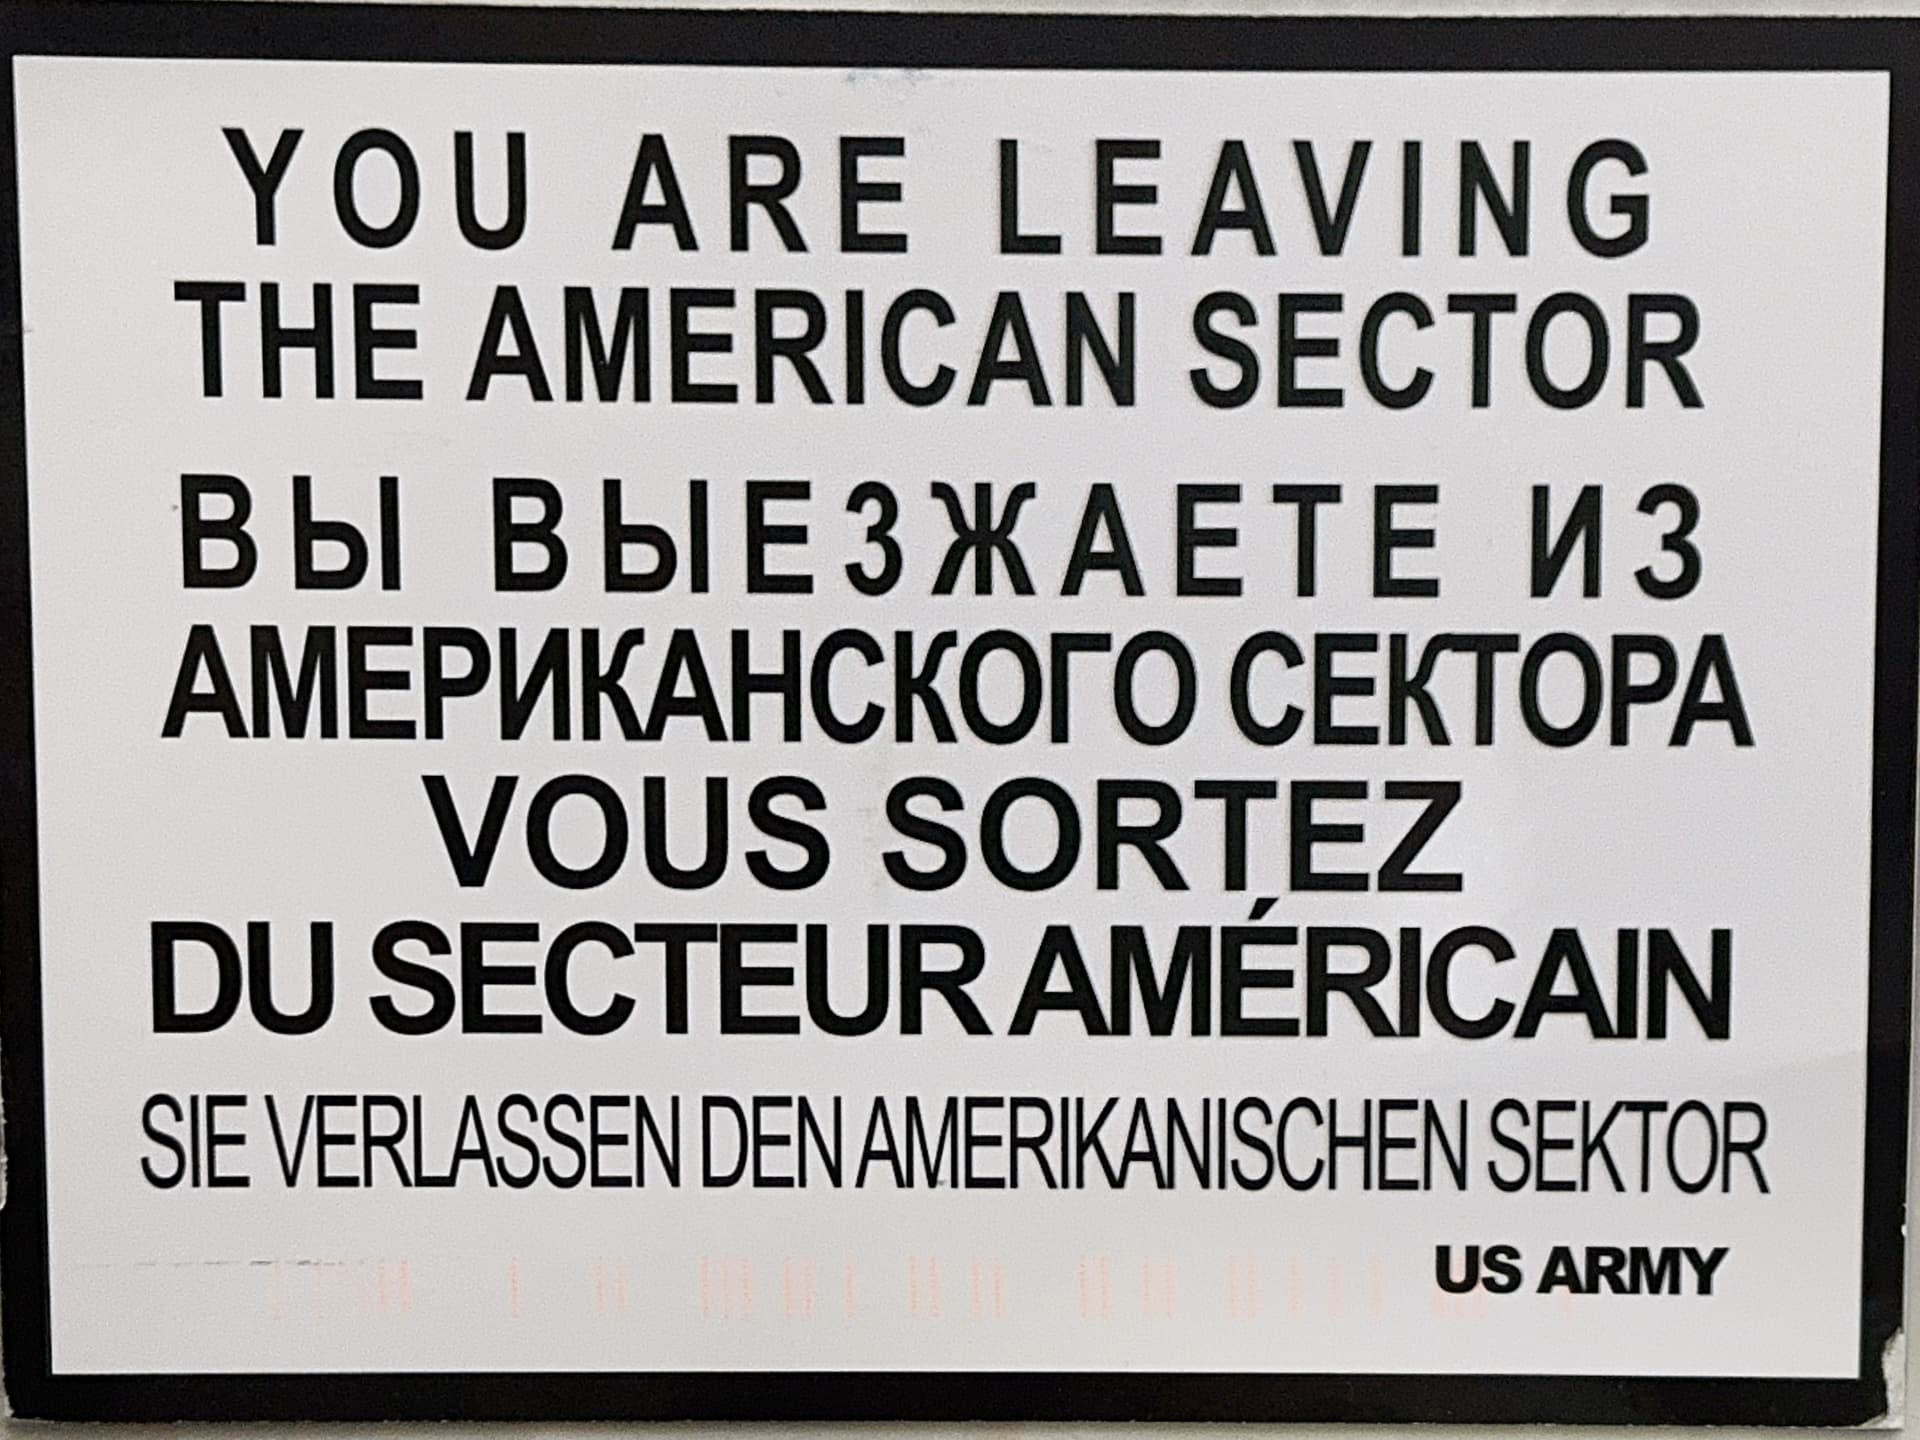 YOU ARE LEAVING
THE AMERICAN SECTOR
ВЫ ВЫЕЗЖАЕТЕ ИЗ
АМЕРИКАНСКОГО СЕКТОРА
VOUS SORTEZ
DU SECTEUR AMÉRICAIN
SIE VERLASSEN DEN AMERIKANISCHEN SEKTOR
US ARMY